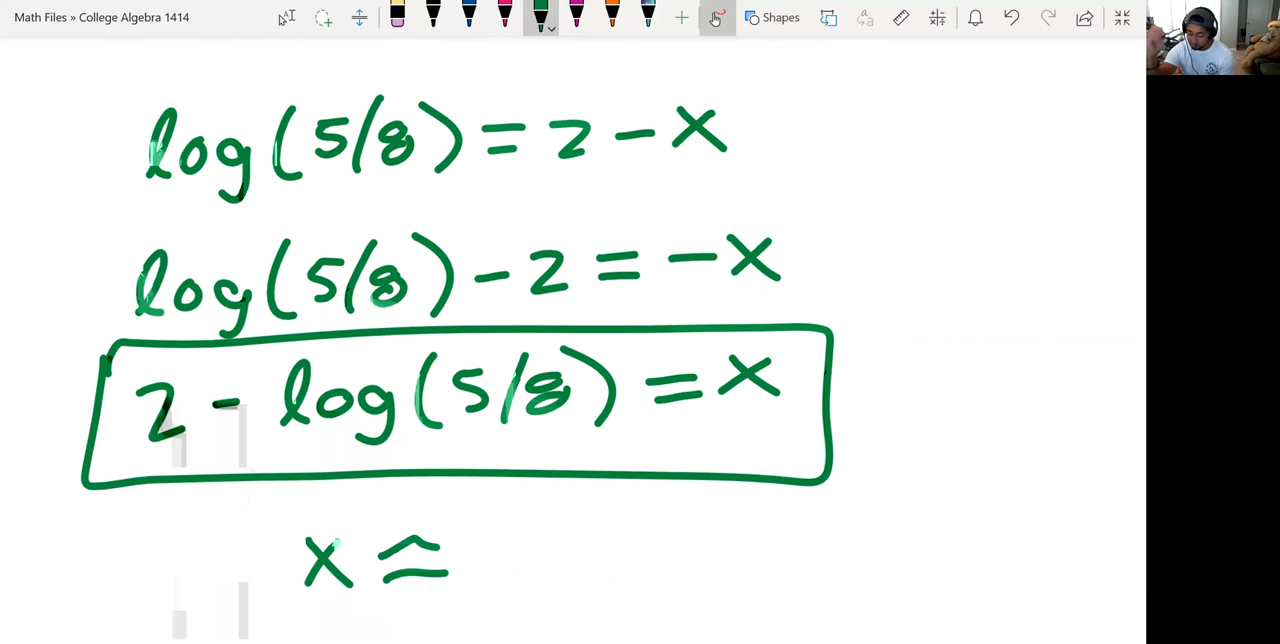 Math Files » College Algebra 1414
Shapes
log(5/8) = 2 - x
log(5/8) - 2 = -x
2 - log(5/8) = x
x ≈